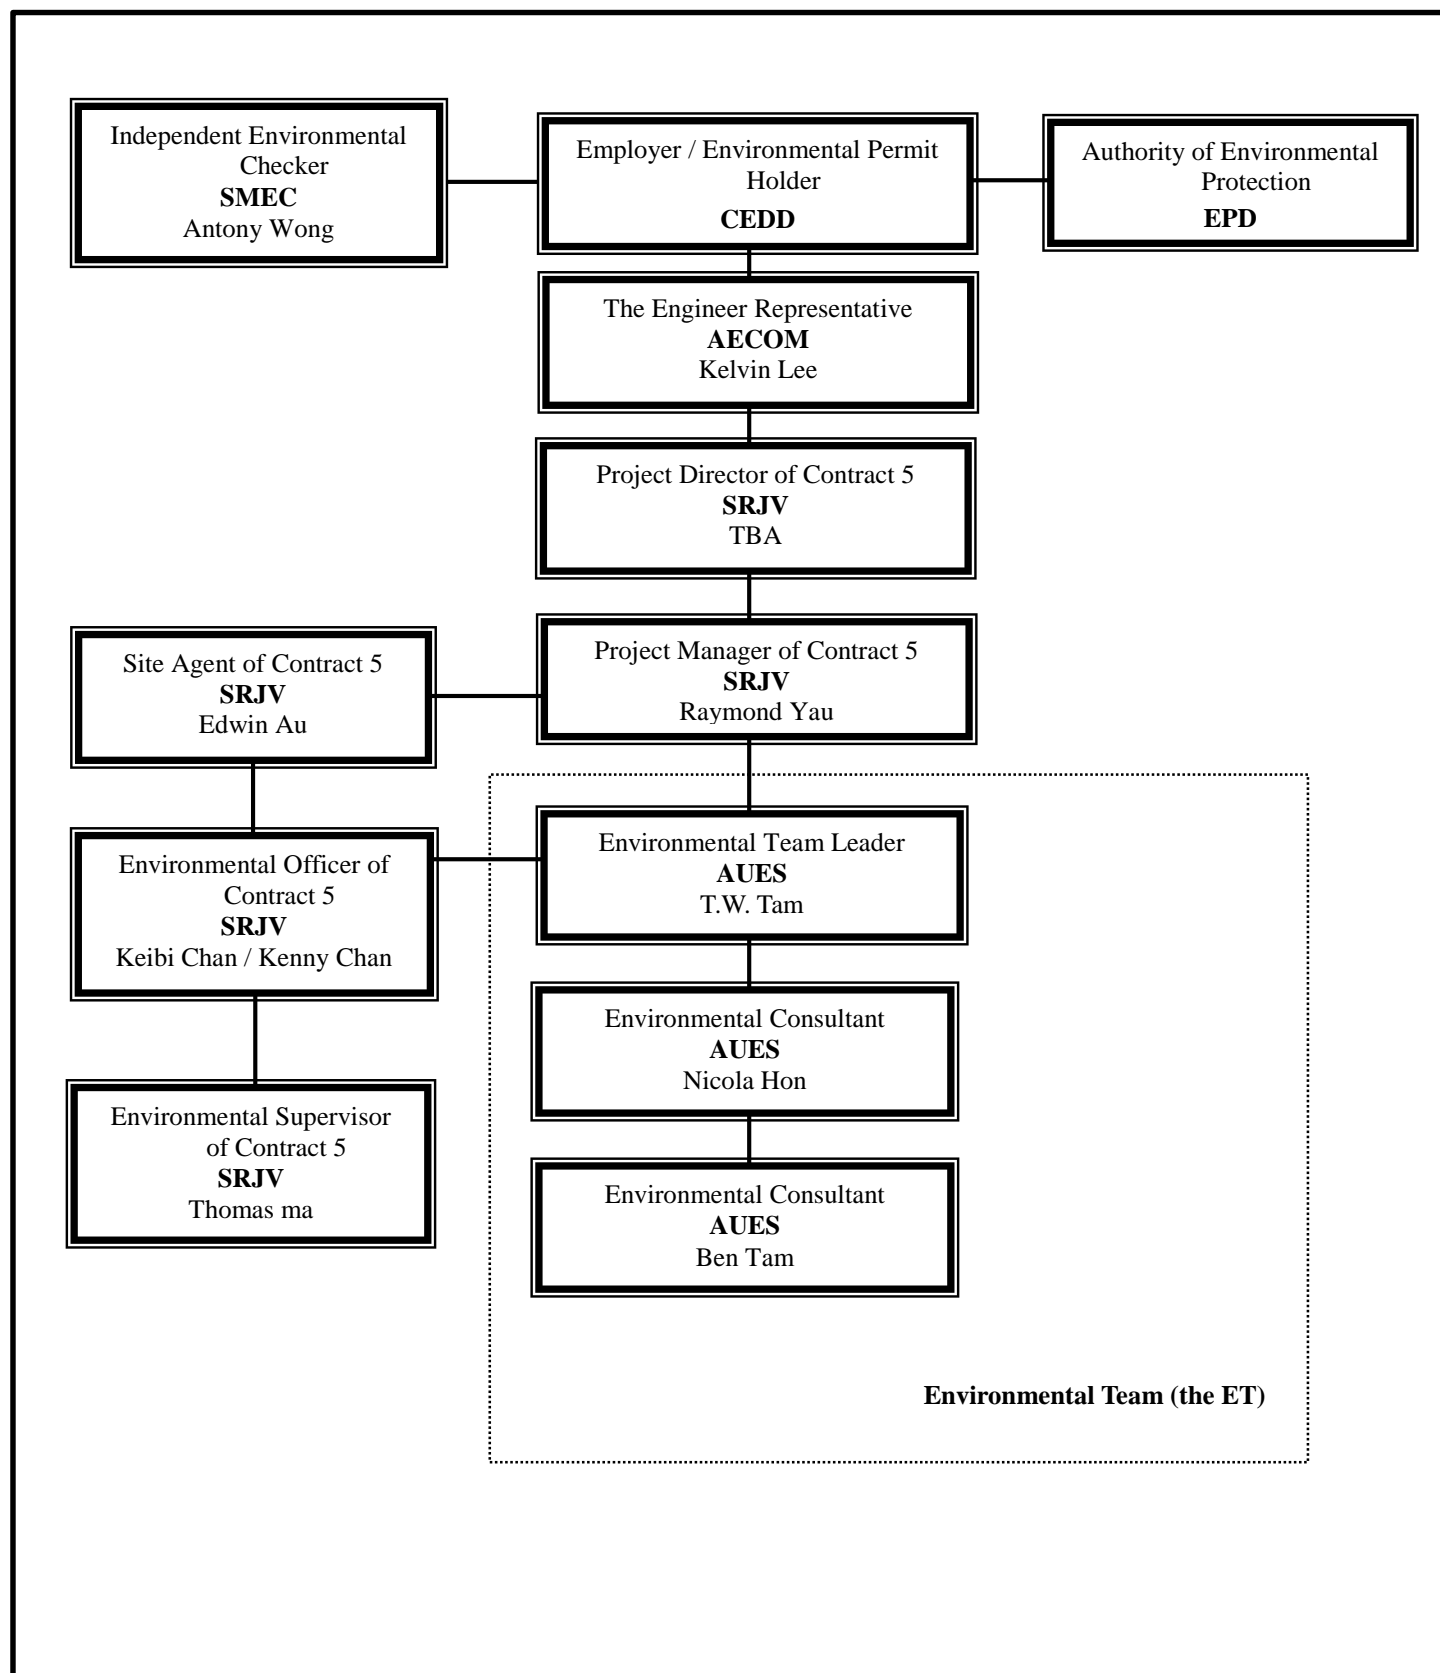 Independent Environmental
Checker
SMEC
Antony Wong
Employer / Environmental Permit
Holder
CEDD
Authority of Environmental
Protection
EPD
The Engineer Representative
AECOM
Kelvin Lee
Project Director of Contract 5
SRJV
TBA
Project Manager of Contract 5
SRJV
Raymond Yau
Site Agent of Contract 5
SRJV
Edwin Au
Environmental Team Leader
AUES
T.W. Tam
Environmental Officer of
Contract 5
SRJV
Keibi Chan / Kenny Chan
Environmental Consultant
AUES
Nicola Hon
Environmental Supervisor
of Contract 5
SRJV
Thomas ma
Environmental Consultant
AUES
Ben Tam
Environmental Team (the ET)